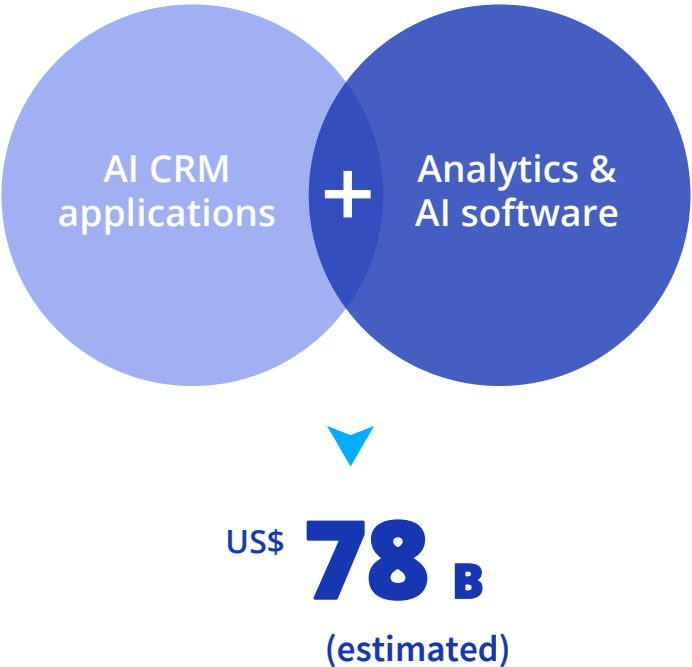 AI CRM
applications
+
Analytics &
AI software
US$ 78 B
(estimated)